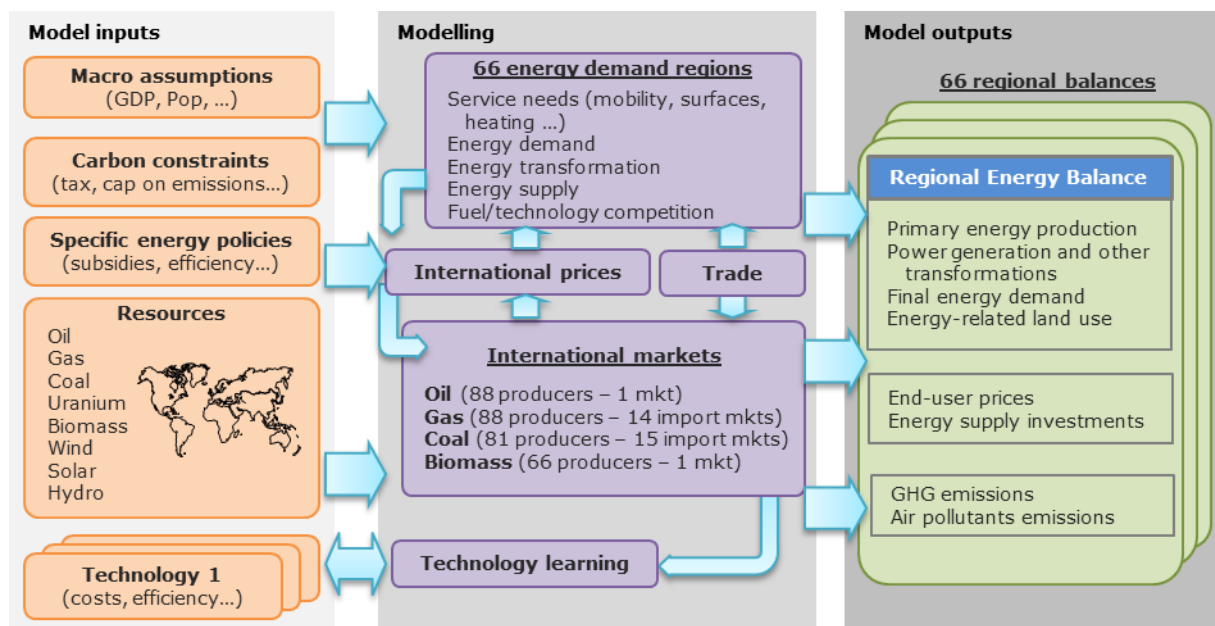 Model inputs
Macro assumptions
(GDP, Pop, ...)
Carbon constraints
(tax, cap on emissions...)
Specific energy policies
(subsidies, efficiency...)
Resources
Oil
Gas
Coal
Uranium
Biomass
Wind
Solar
Hydro
Technology 1
(costs, efficiency...)
Modelling
66 energy demand regions
Service needs (mobility, surfaces,
heating ...)
Energy demand
Energy transformation
Energy supply
Fuel/technology competition
International prices
Trade
International markets
Oil (88 producers – 1 mkt)
Gas (88 producers – 14 import mkts)
Coal (81 producers – 15 import mkts)
Biomass (66 producers – 1 mkt)
Technology learning
Model outputs
66 regional balances
Regional Energy Balance
Primary energy production
Power generation and other
transformations
Final energy demand
Energy-related land use
End-user prices
Energy supply investments
GHG emissions
Air pollutants emissions